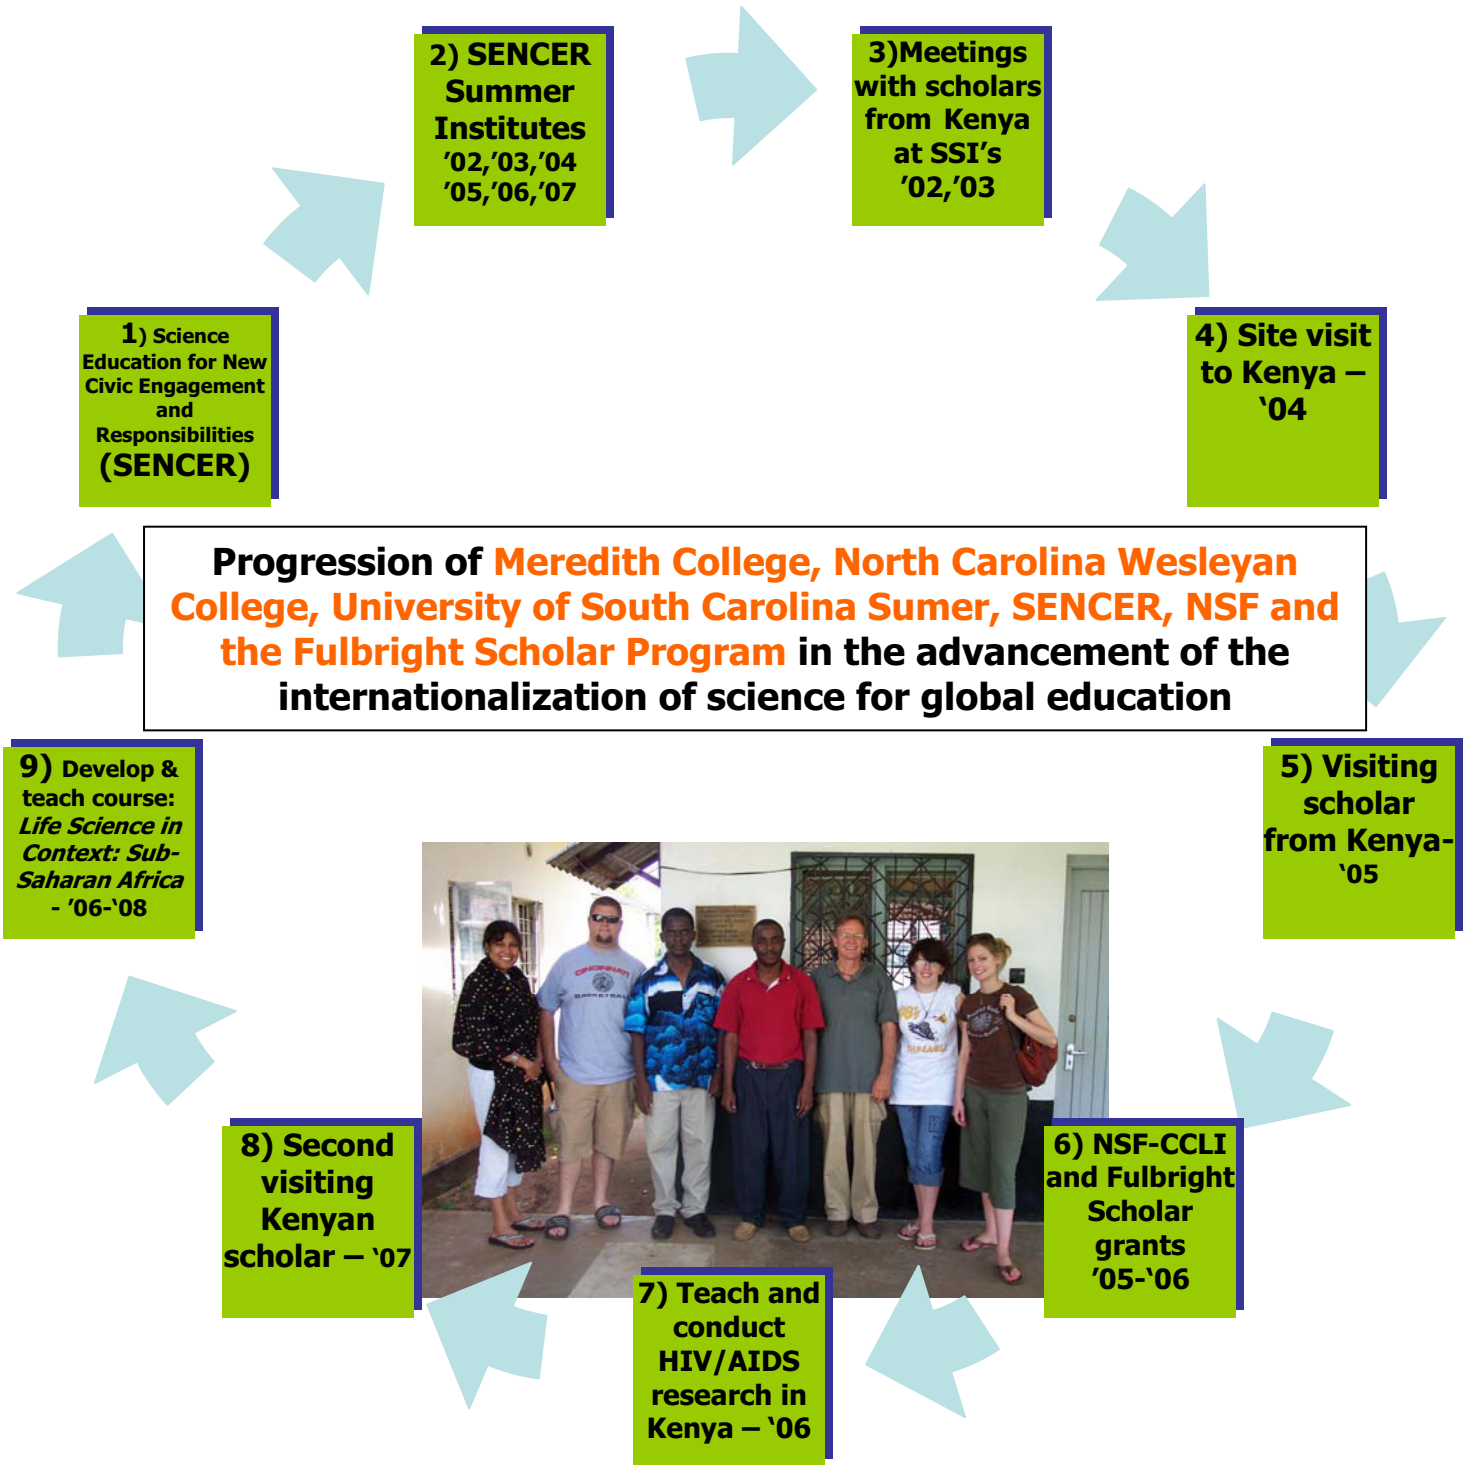 2) SENCER
Summer
Institutes
’02,’03,’04
’05,’06,’07
3)Meetings
with scholars
from Kenya
at SSI’s
’02,’03
1) Science
Education for New
Civic Engagement
and
Responsibilities
(SENCER)
4) Site visit
to Kenya –
‘04
Progression of Meredith College, North Carolina Wesleyan
College, University of South Carolina Sumer, SENCER, NSF and
the Fulbright Scholar Program in the advancement of the
internationalization of science for global education
9) Develop &
teach course:
Life Science in
Context: Sub-
Saharan Africa
- ’06-‘08
5) Visiting
scholar
from Kenya-
‘05
CINCINNATI
BASKETBALL
8) Second
visiting
Kenyan
scholar – ‘07
6) NSF-CCLI
and Fulbright
Scholar
grants
’05-‘06
7) Teach and
conduct
HIV/AIDS
research in
Kenya – ‘06